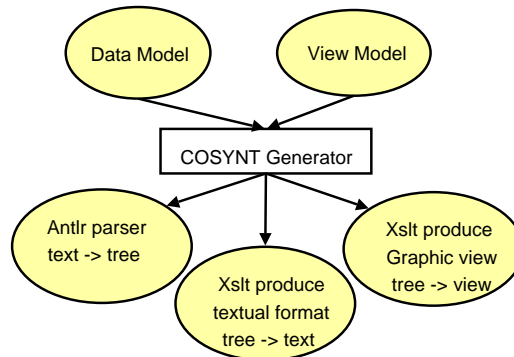 Data Model
View Model
COSYNT Generator
Antlr parser
text -> tree
Xslt produce
textual format
tree -> text
Xslt produce
Graphic view
tree -> view